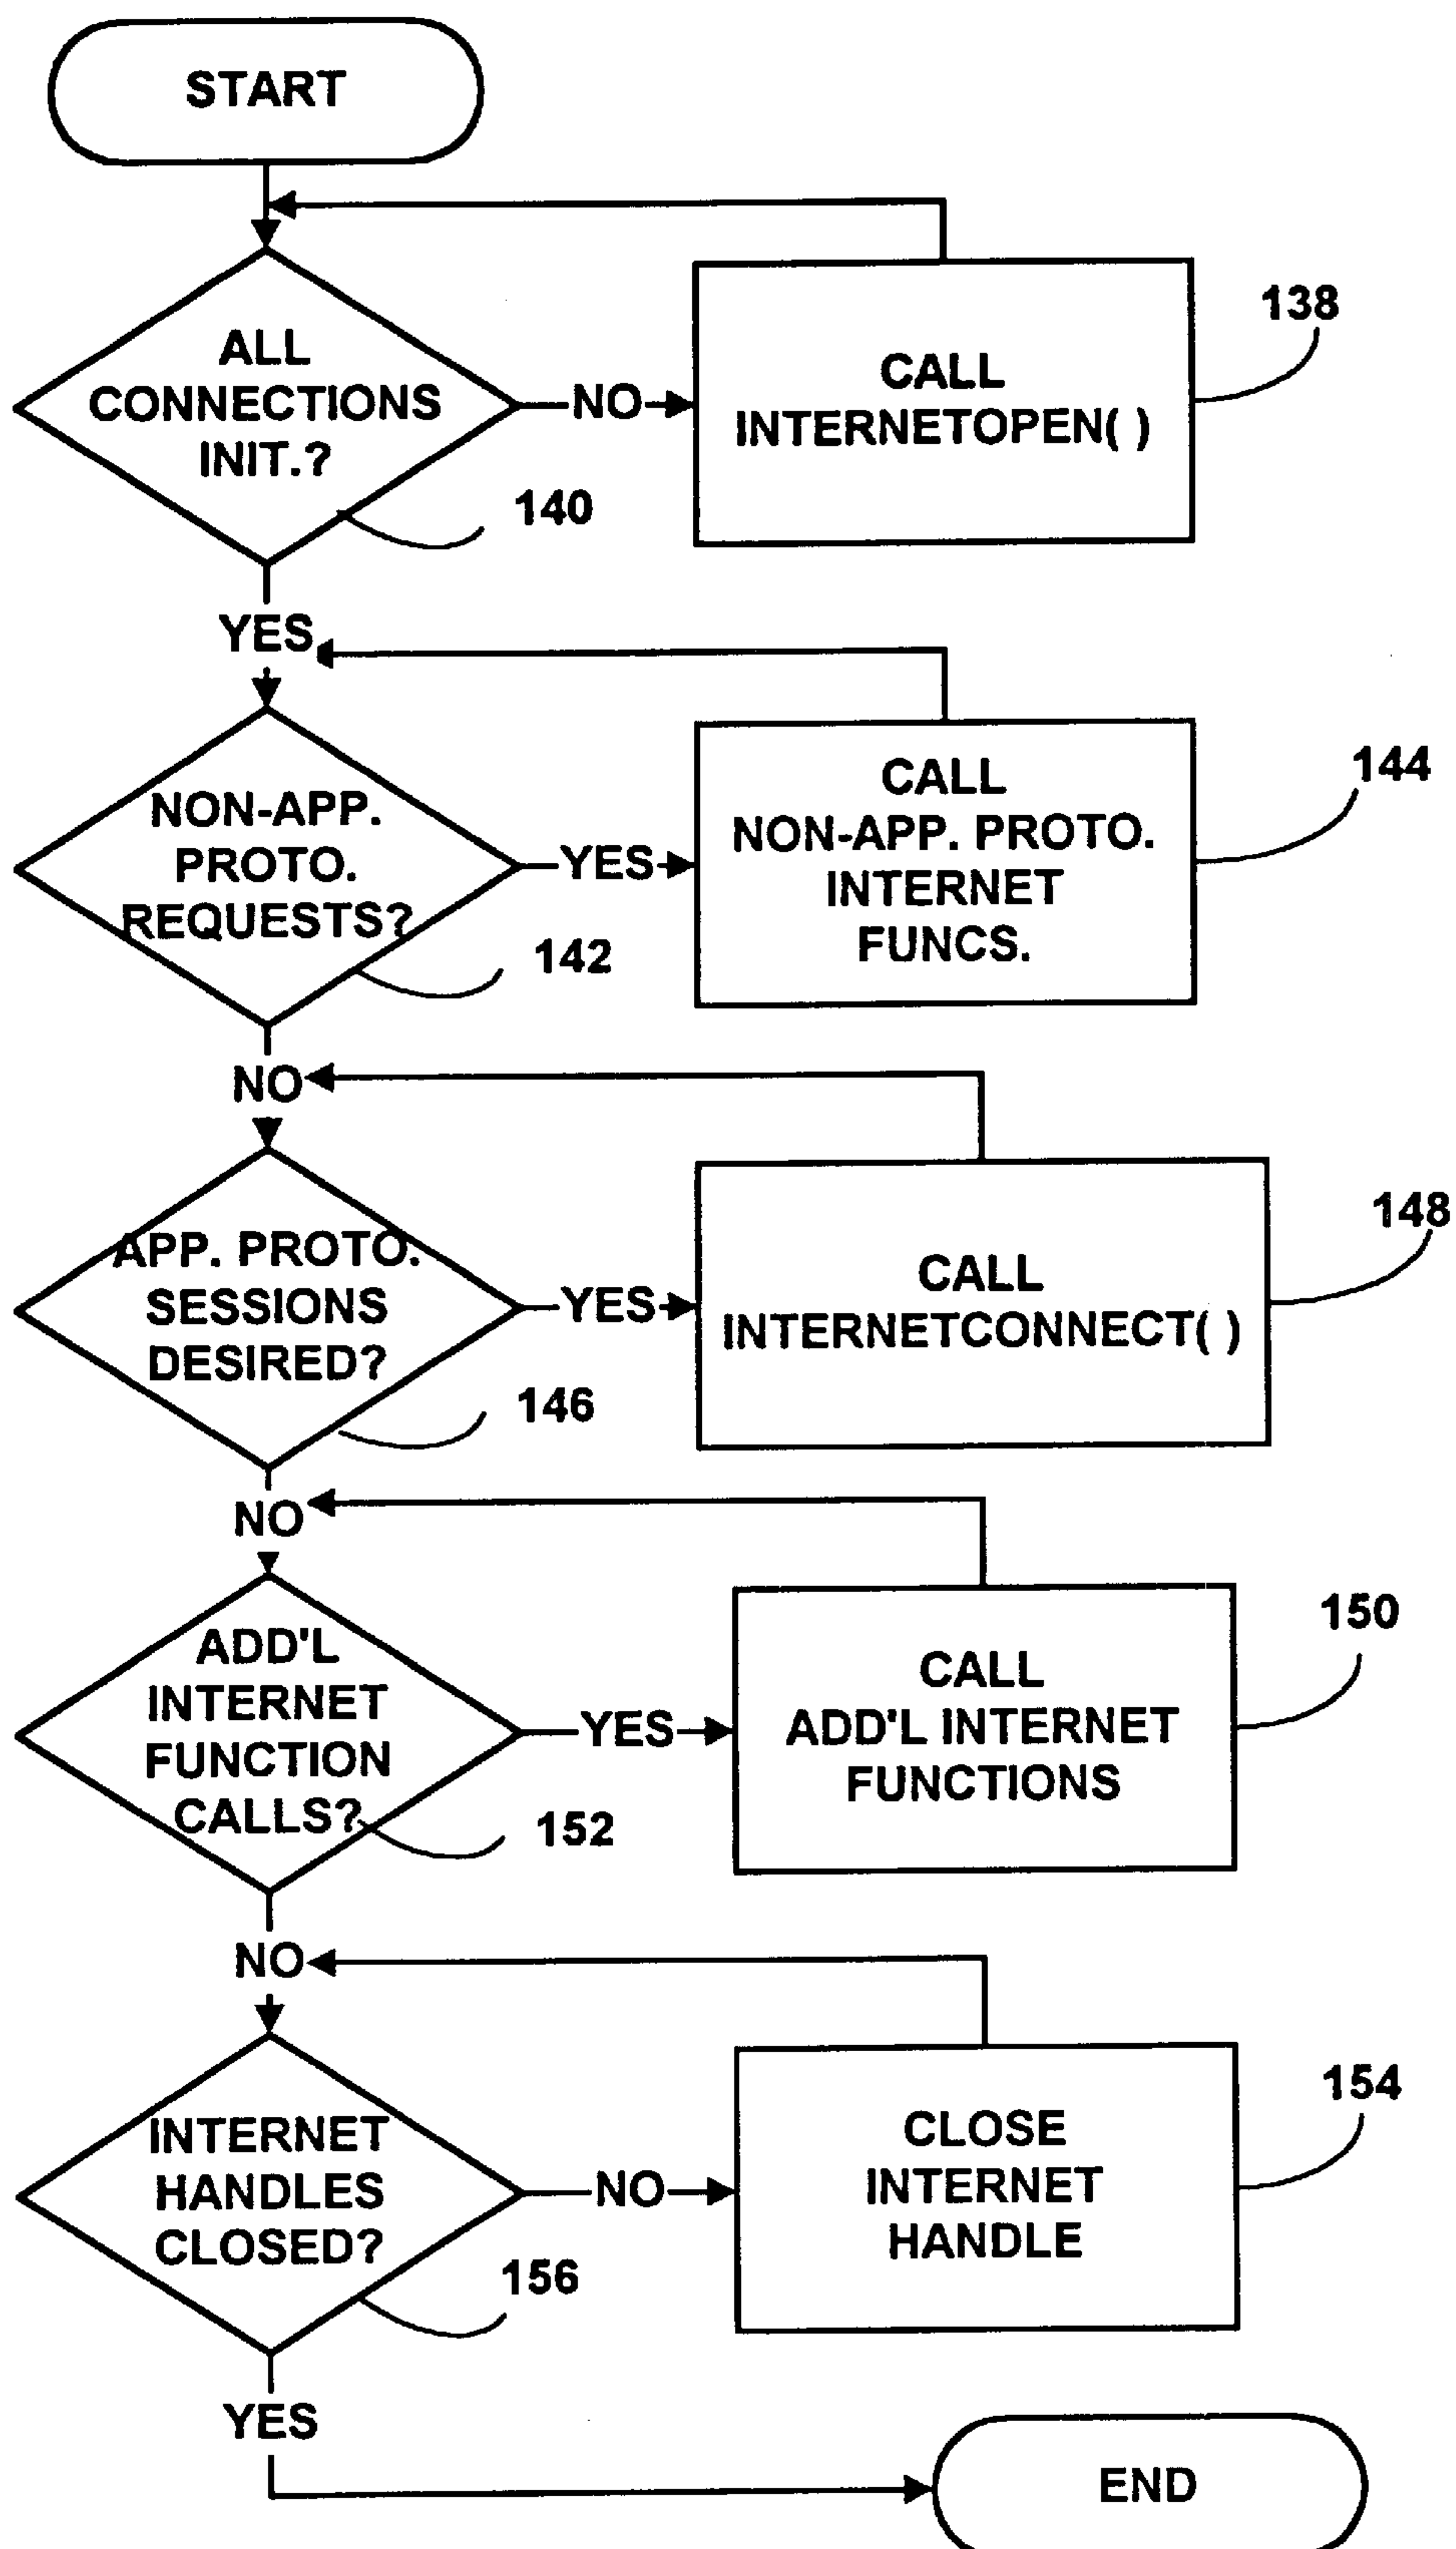 START
ALL
CONNECTIONS
INIT.?
NO
CALL
INTERNETOPEN( )
138
140
YES
NON-APP.
PROTO.
REQUESTS?
YES
CALL
NON-APP. PROTO.
INTERNET
FUNCS.
144
142
NO
APP. PROTO.
SESSIONS
DESIRED?
YES
CALL
INTERNETCONNECT( )
148
146
NO
ADD'L
INTERNET
FUNCTION
CALLS?
YES
CALL
ADD'L INTERNET
FUNCTIONS
150
152
NO
INTERNET
HANDLES
CLOSED?
NO
CLOSE
INTERNET
HANDLE
154
156
YES
END